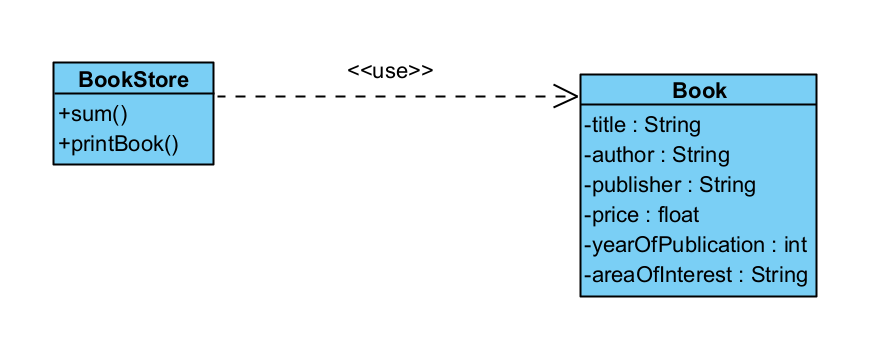 BookStore
+sum()
+printBook()
<<use>>
Book
-title : String
-author : String
-publisher : String
-price : float
-yearOfPublication : int
-areaOfInterest : String